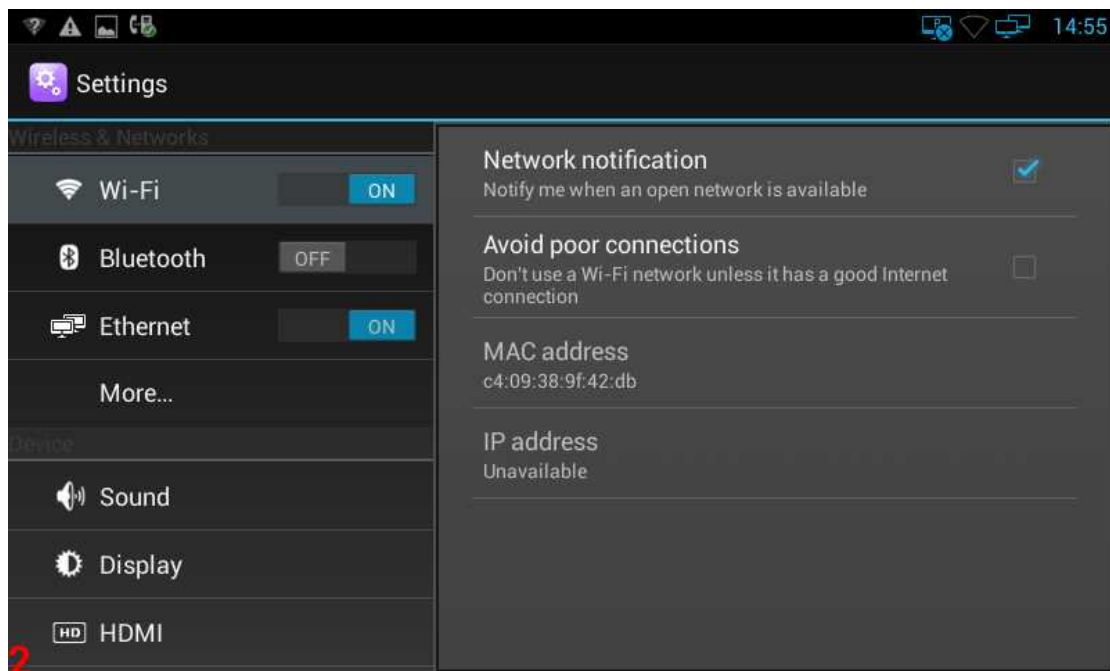 14:55
Settings
Wireless & Networks
Wi-Fi
ON
Bluetooth
OFF
Ethernet
ON
More...
Device
Sound
Display
HD HDMI
2
Network notification
Notify me when an open network is available
Avoid poor connections
Don't use a Wi-Fi network unless it has a good Internet
connection
MAC address
c4:09:38:9f:42:db
IP address
Unavailable